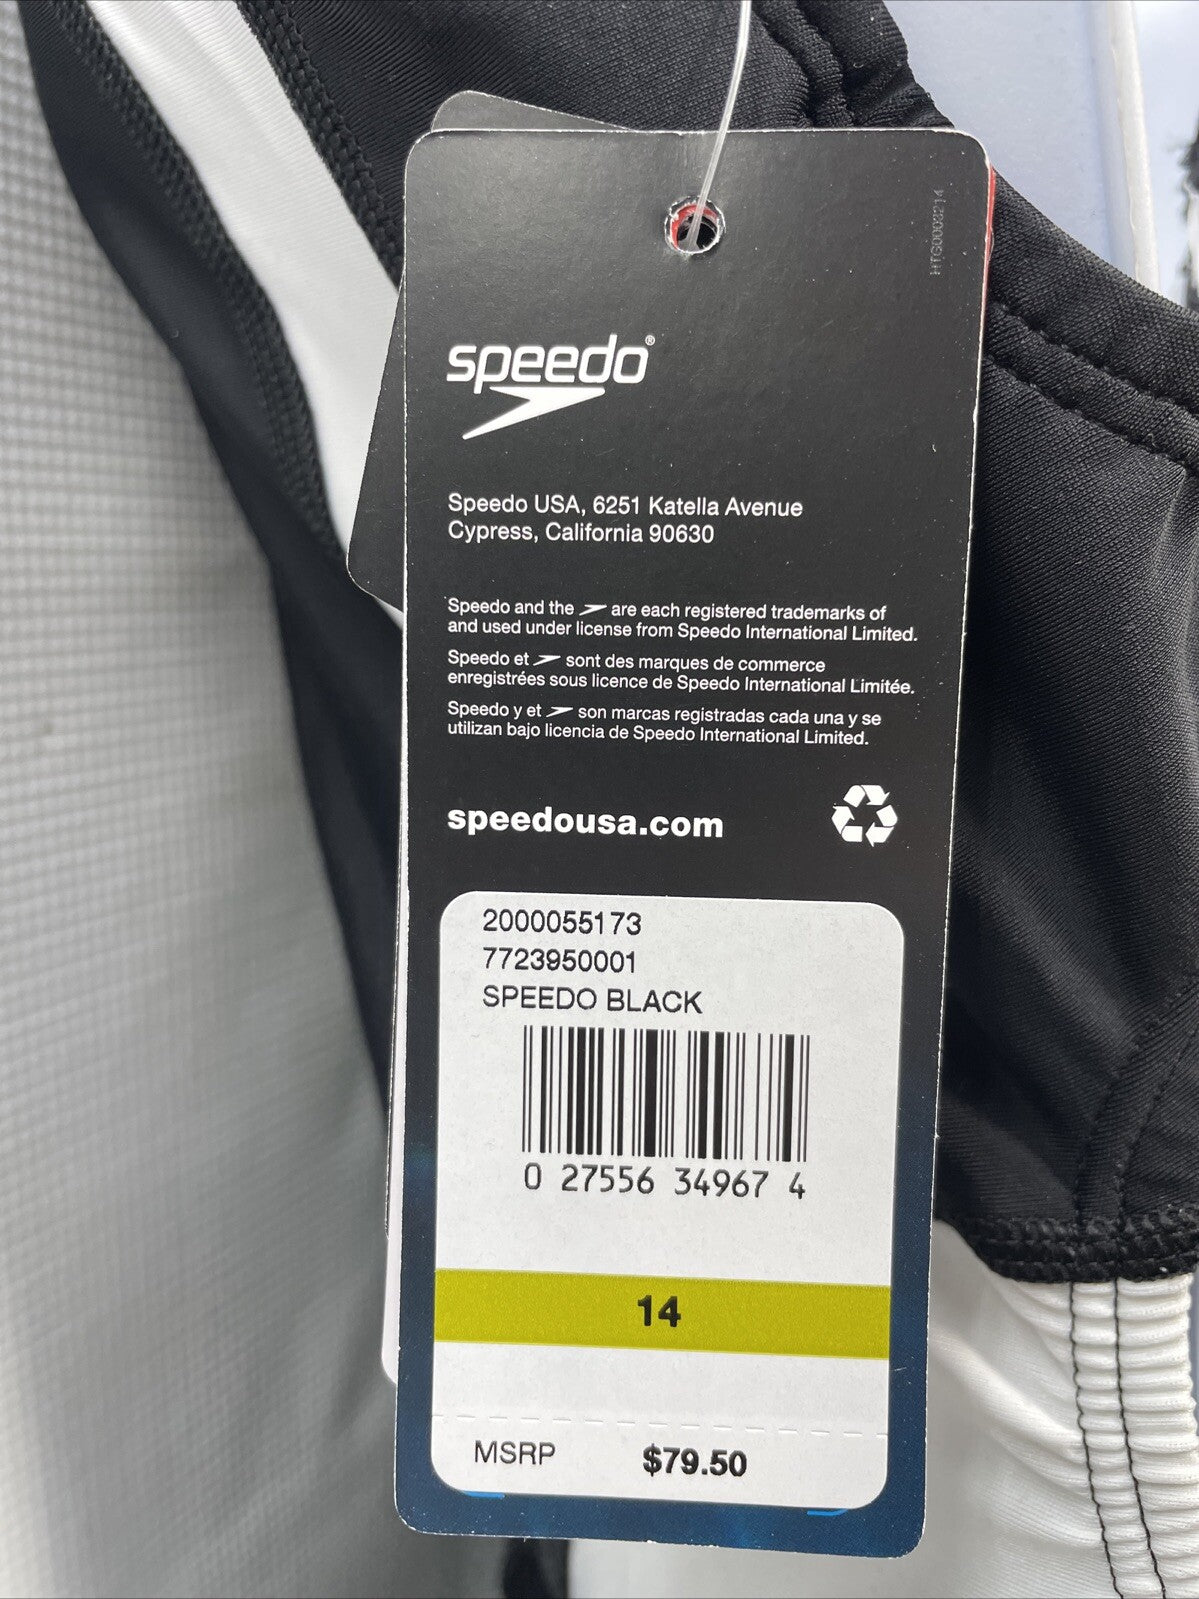 HTG0003214
speedo®
Speedo USA, 6251 Katella Avenue
Cypress, California 90630
Speedo and the are each registered trademarks of
and used under license from Speedo International Limited.
Speedo et sont des marques de commerce
enregistrées sous licence de Speedo International Limitée.
Speedo y et son marcas registradas cada una y se
utilizan bajo licencia de Speedo International Limited.
speedousa.com
2000055173
7723950001
SPEEDO BLACK
0 27556 34967 4
14
MSRP $79.50